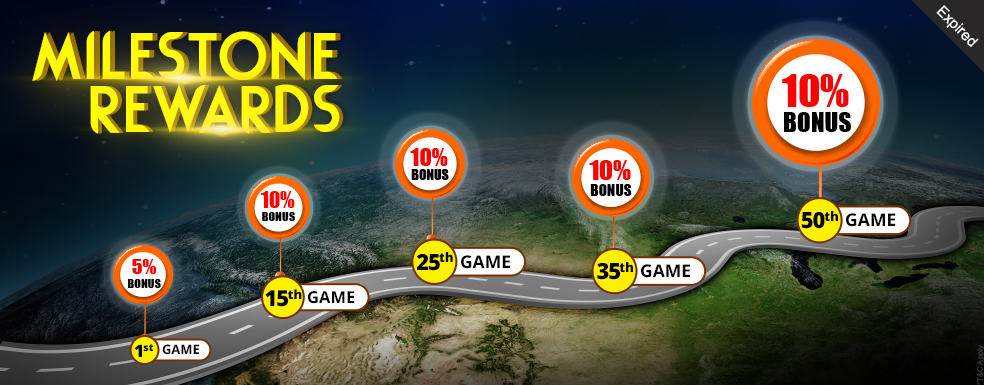 MILESTONE
REWARDS
Expired
10%
BONUS
50th GAME
10%
BONUS
25th GAME
10%
BONUS
35th GAME
10%
BONUS
15th GAME
5%
BONUS
1st GAME
T&C Apply